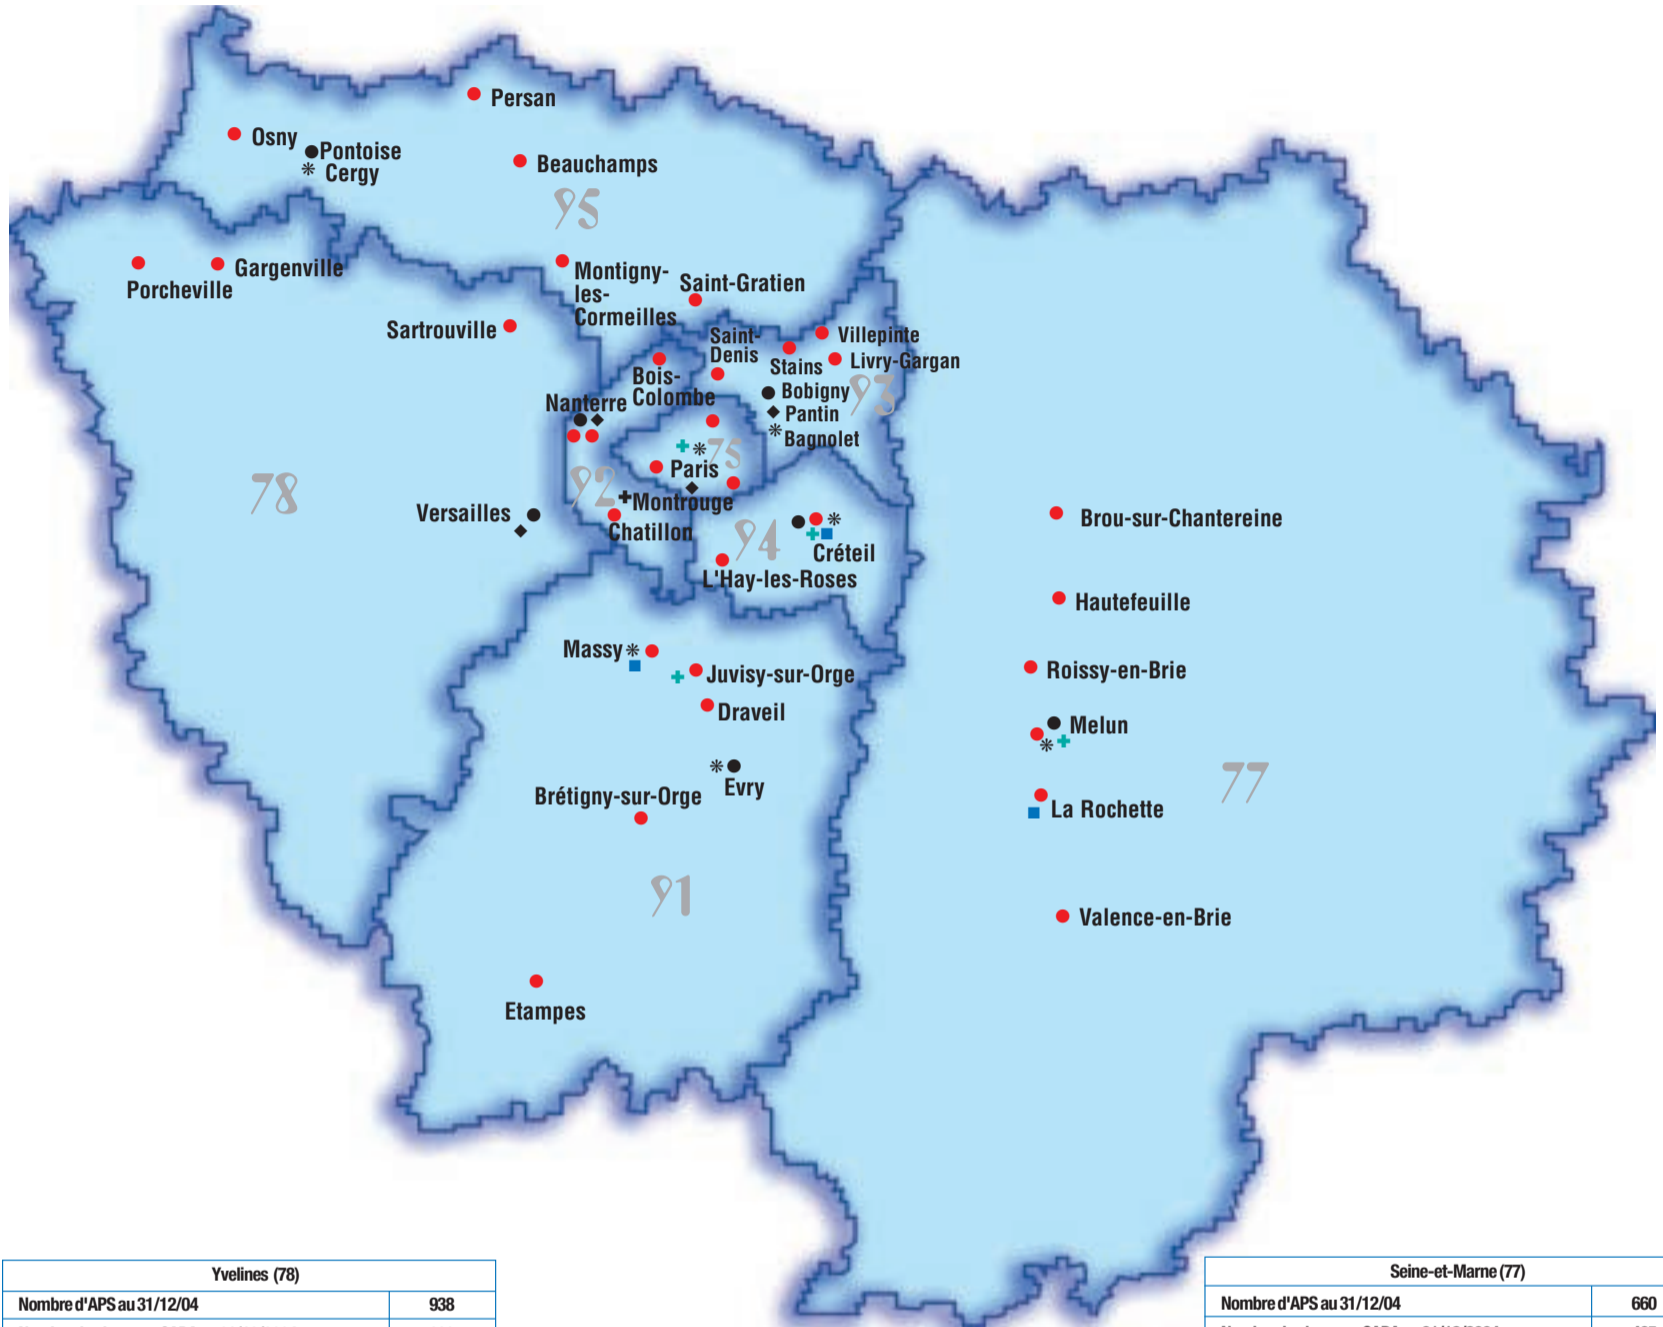 Persan
Osny
Pontoise
Cergy
Beauchamps
95
Gargenville
Porcheville
Montigny-
les-
Cormeilles
Saint-Gratien
Sartrouville
Saint-
Denis
Stains
Villepinte
Livry-Gargan
93
Bois-
Colombe
Nanterre
Bobigny
Pantin
Bagnolet
75
Paris
78
92
Montrouge
Versailles
Chatillon
94
Créteil
L'Hay-les-Roses
Brou-sur-Chantereine
Hautefeuille
Massy
Juvisy-sur-Orge
Draveil
Roissy-en-Brie
Melun
Evry
Brétigny-sur-Orge
77
La Rochette
91
Valence-en-Brie
Etampes
Yvelines (78)
Nombre d'APS au 31/12/04 938
Seine-et-Marne (77)
Nombre d'APS au 31/12/04 660